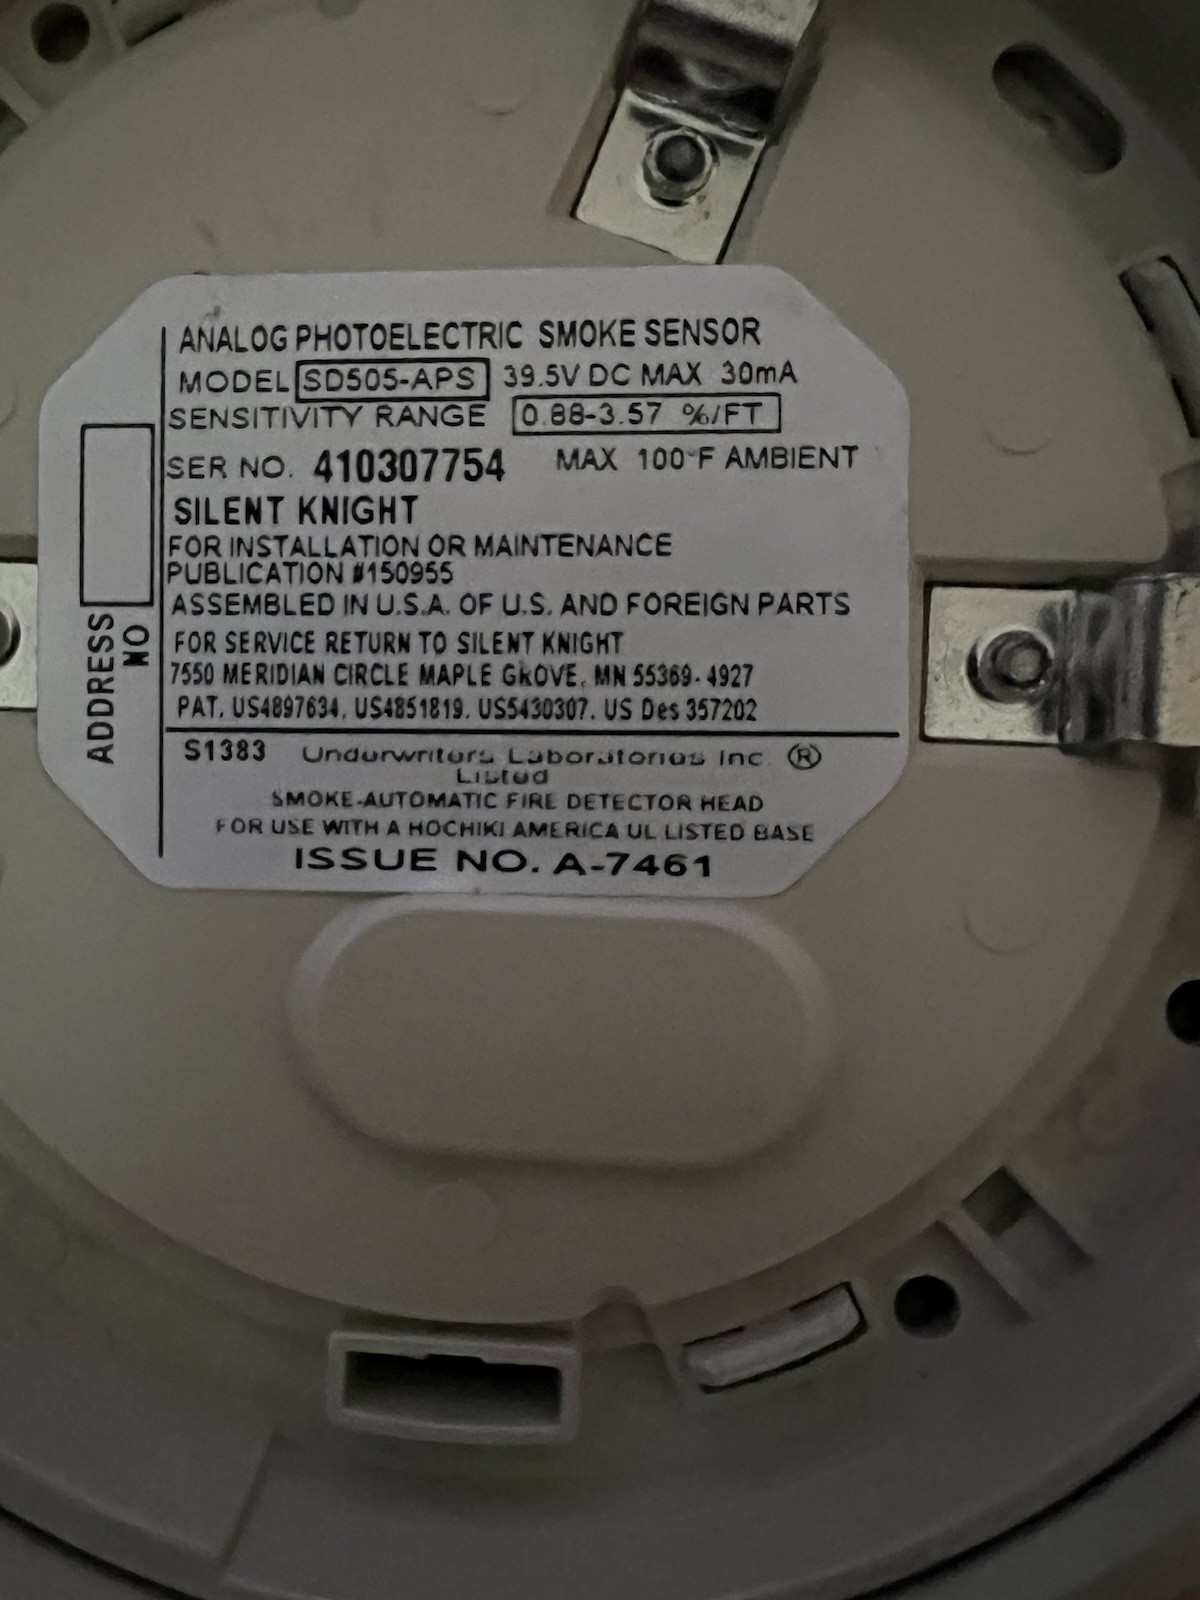 ANALOG PHOTOELECTRIC SMOKE SENSOR
MODEL SD505-APS 39.5V DC MAX 30mA
SENSITIVITY RANGE 0.88-3.57 %/FT
SER NO. 410307754 MAX 100°F AMBIENT
SILENT KNIGHT
FOR INSTALLATION OR MAINTENANCE
PUBLICATION #150955
ASSEMBLED IN U.S.A. OF U.S. AND FOREIGN PARTS
FOR SERVICE RETURN TO SILENT KNIGHT
7550 MERIDIAN CIRCLE MAPLE GROVE, MN 55369-4927
PAT. US4897634, US4851819, US5430307, US Des 357202
ADDRESS
NO
S1383 Underwriters Laboratories Inc. ®
Listed
SMOKE-AUTOMATIC FIRE DETECTOR HEAD
FOR USE WITH A HOCHIKI AMERICA UL LISTED BASE
ISSUE NO. A-7461